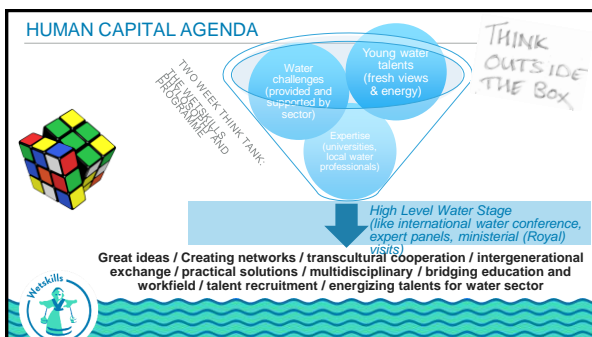 HUMAN CAPITAL AGENDA
THINK
OUTSIDE
THE BOX
TWO WEEK THINK TANK:
THE WETSKILLS
PHYLOSOPHY AND
PROGRAMME
Water
challenges
(provided and
supported by
sector)
Young water
talents
(fresh views
& energy)
Expertise
(universities,
local water
professionals)
High Level Water Stage
(like international water conference,
expert panels, ministerial (Royal)
visits)
Great ideas / Creating networks / transcultural cooperation / intergenerational
exchange / practical solutions / multidisciplinary / bridging education and
workfield / talent recruitment / energizing talents for water sector
Wetskills